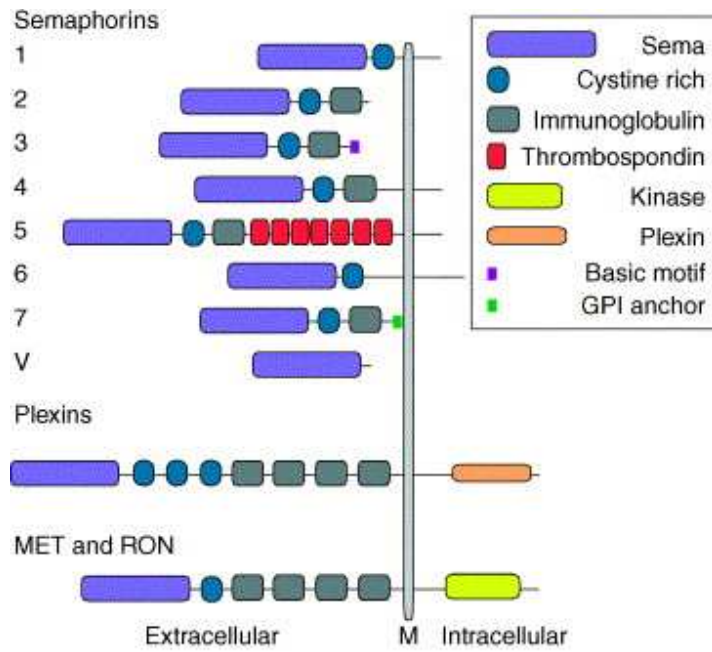 Semaphorins
1
2
3
4
5
6
7
V
Plexins
MET and RON
Extracellular M Intracellular
Sema
Cystine rich
Immunoglobulin
Thrombospondin
Kinase
Plexin
Basic motif
GPI anchor